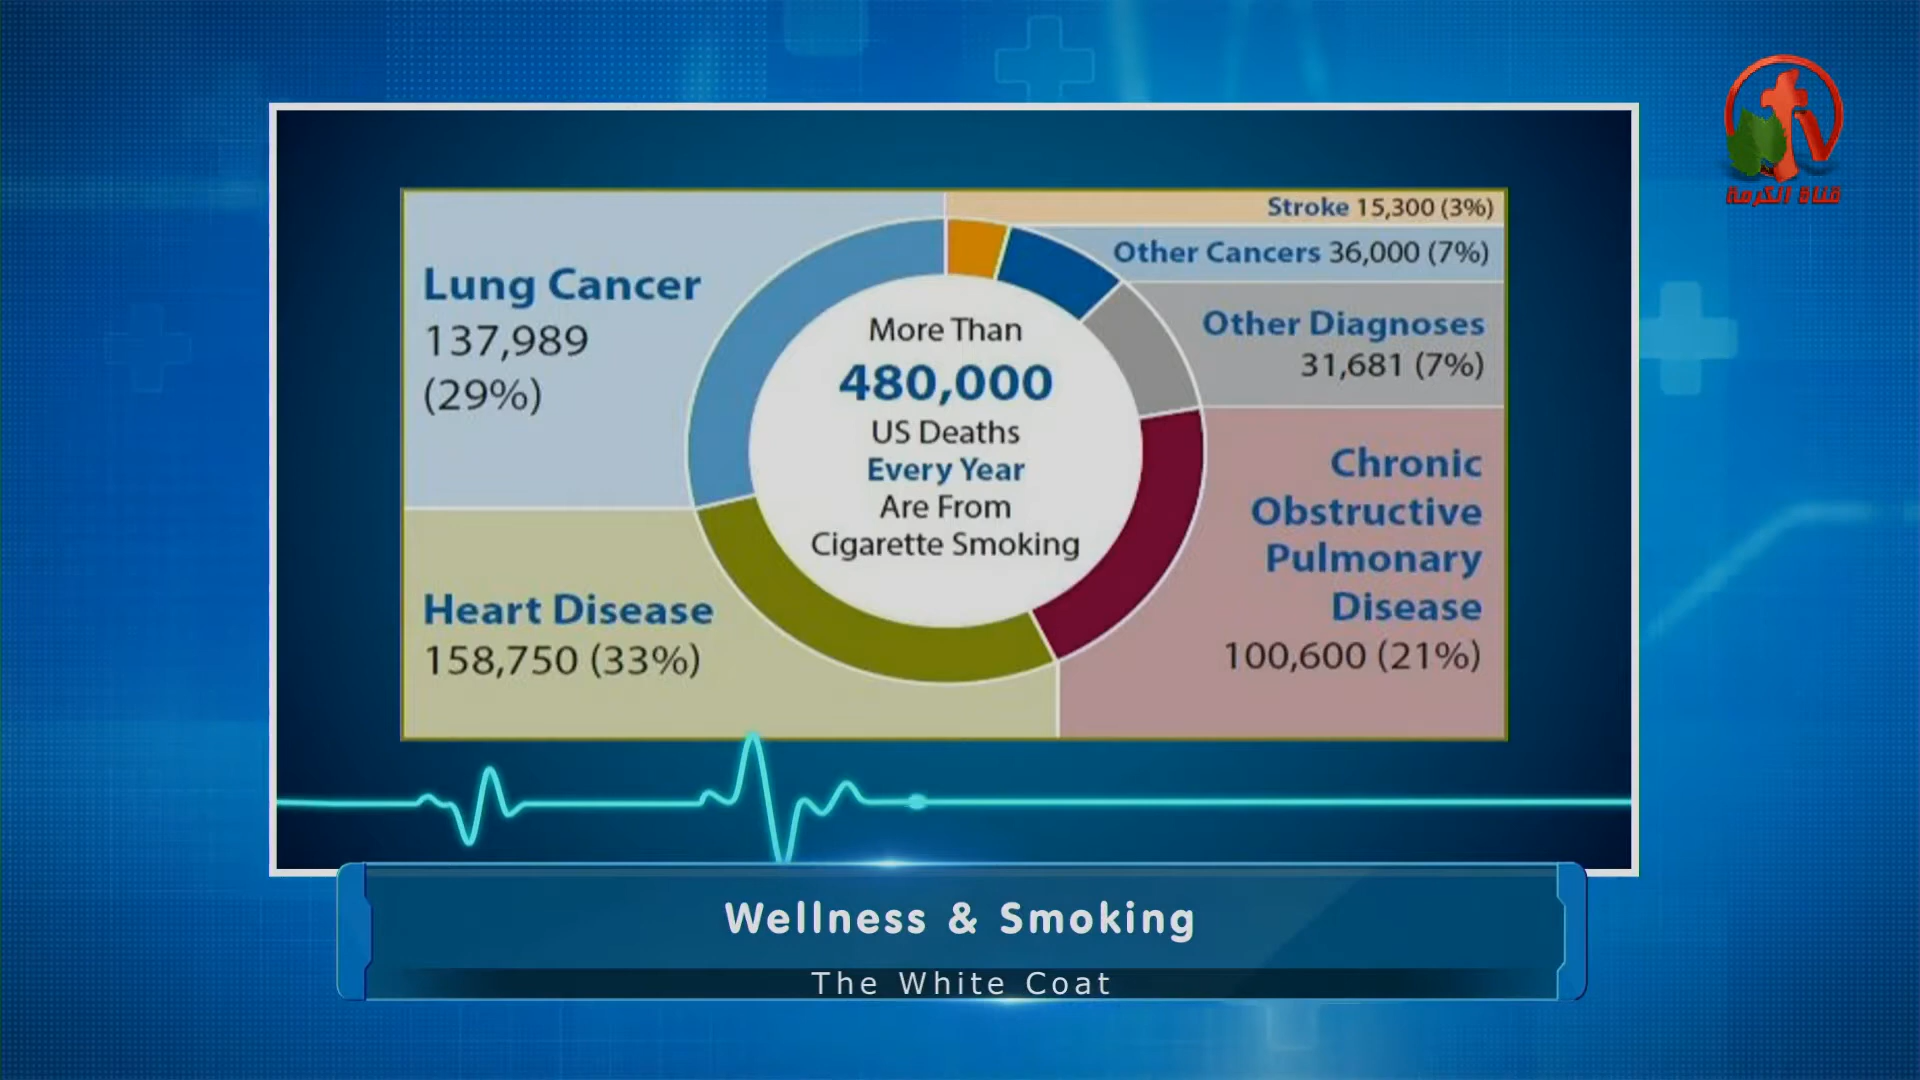 Stroke 15,300 (3%)
Other Cancers 36,000 (7%)
Other Diagnoses
31,681 (7%)
Chronic
Obstructive
Pulmonary
Disease
100,600 (21%)
Heart Disease
158,750 (33%)
Lung Cancer
137,989
(29%)
More Than
480,000
US Deaths
Every Year
Are From
Cigarette Smoking
Wellness & Smoking
The White Coat
tv
قناة الكرمة